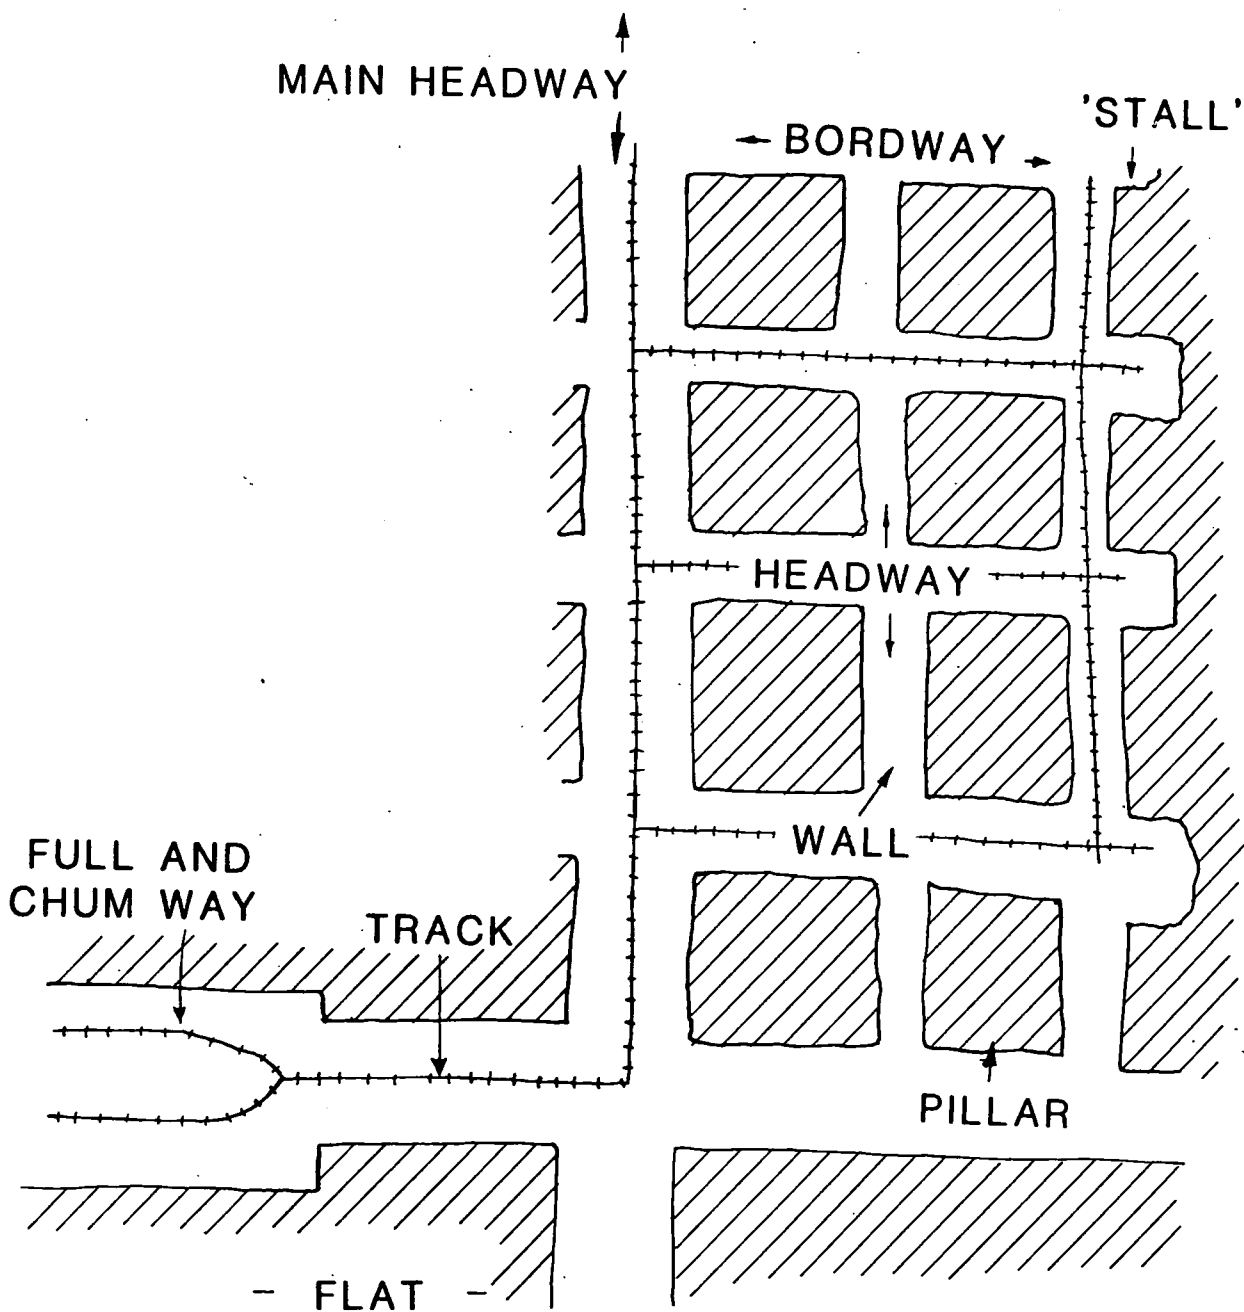 MAIN HEADWAY
'STALL'
BORDWAY
HEADWAY
WALL
FULL AND
CHUM WAY
TRACK
PILLAR
- FLAT -